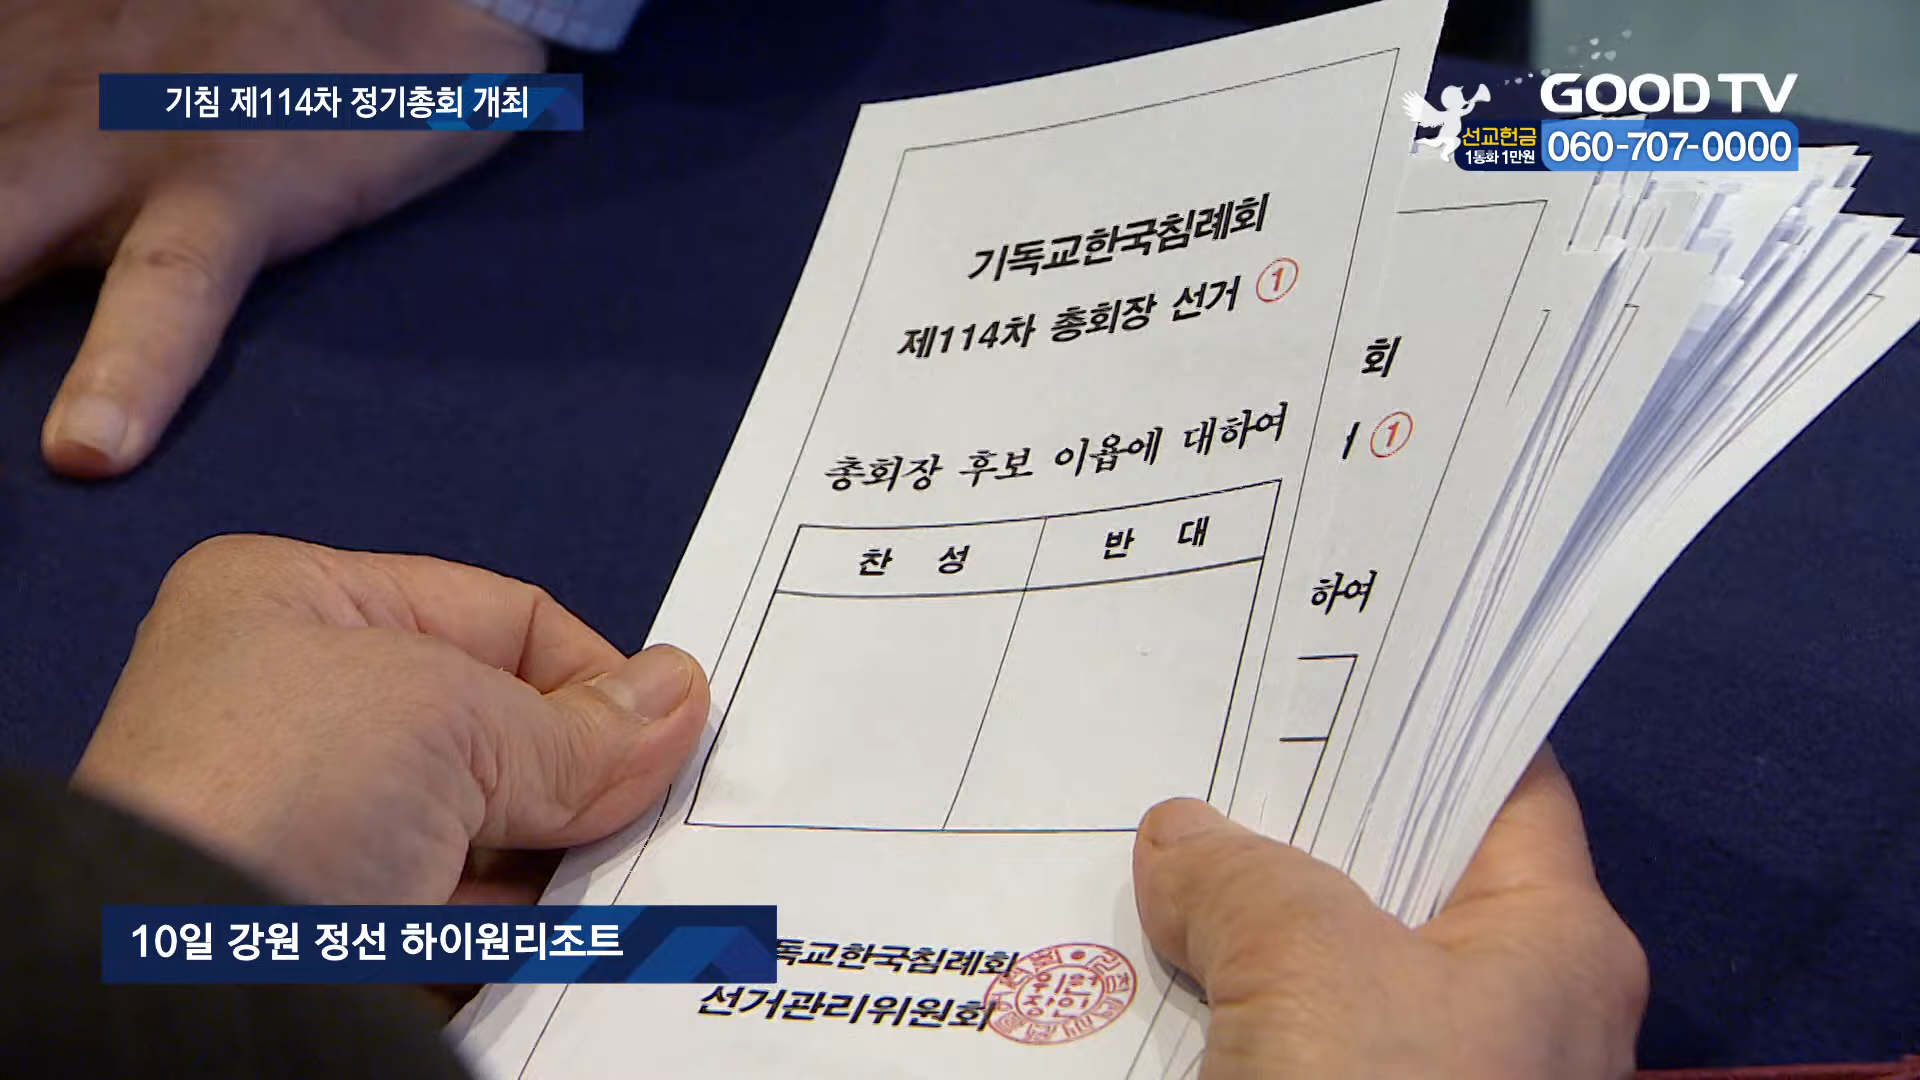 기침 제114차 정기총회 개최
GOOD TV
선교헌금
1통화 1만원
060-707-0000
기독교한국침례회
제114차 총회장 선거 ①
총회장 후보 이욥에 대하여
찬 성 반 대
회
①
하여
10일 강원 정선 하이원리조트
독교한국침례회
선거관리위원회